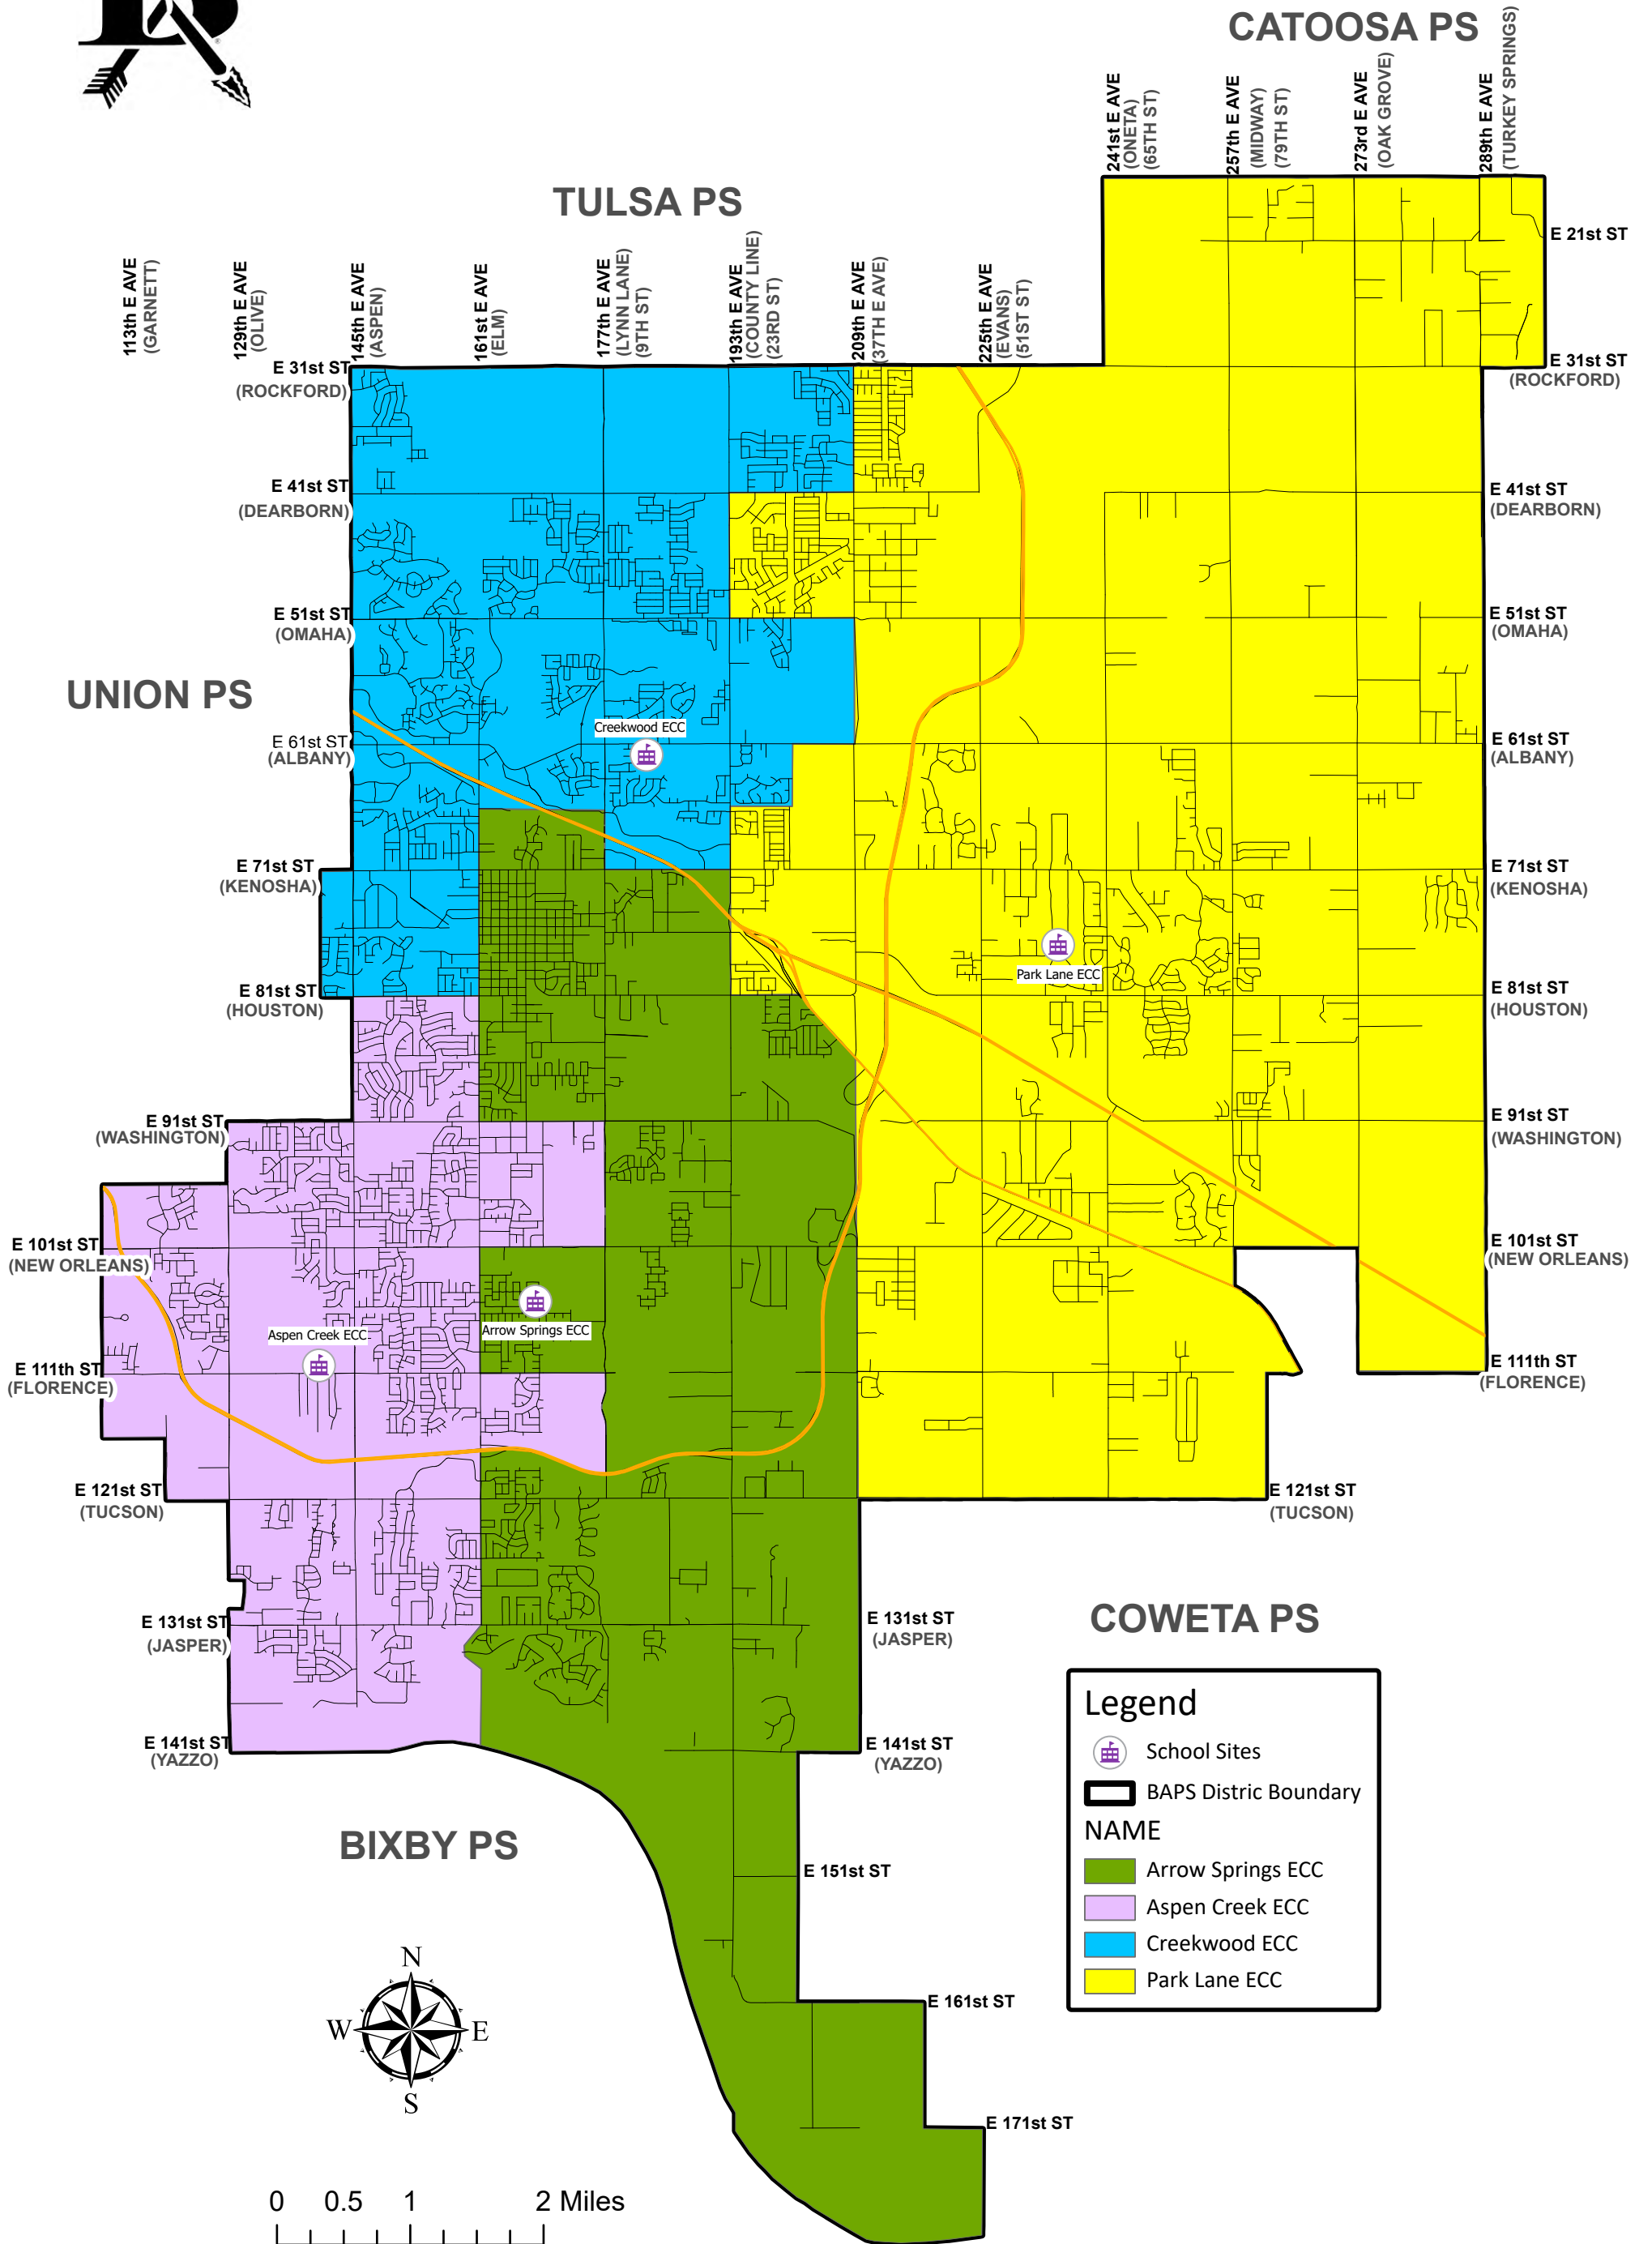 CATOOSA PS
241st E AVE
(ONETA)
(65TH ST)
257th E AVE
(MIDWAY)
(79TH ST)
273rd E AVE
(OAK GROVE)
289th E AVE
(TURKEY SPRINGS)
TULSA PS
E 21st ST
113th E AVE
(GARNETT)
129th E AVE
(OLIVE)
145th E AVE
(ASPEN)
161st E AVE
(ELM)
177th E AVE
(LYNN LANE)
(9TH ST)
193th E AVE
(COUNTY LINE)
(23RD ST)
209th E AVE
(37TH E AVE)
225th E AVE
(EVANS)
(51ST ST)
E 31st ST
(ROCKFORD)
E 31st ST
(ROCKFORD)
E 41st ST
(DEARBORN)
E 41st ST
(DEARBORN)
E 51st ST
(OMAHA)
E 51st ST
(OMAHA)
UNION PS
Creekwood ECC
E 61st ST
(ALBANY)
E 61st ST
(ALBANY)
E 71st ST
(KENOSHA)
E 71st ST
(KENOSHA)
Park Lane ECC
E 81st ST
(HOUSTON)
E 81st ST
(HOUSTON)
E 91st ST
(WASHINGTON)
E 91st ST
(WASHINGTON)
E 101st ST
(NEW ORLEANS)
E 101st ST
(NEW ORLEANS)
Aspen Creek ECC
Arrow Springs ECC
E 111th ST
(FLORENCE)
E 111th ST
(FLORENCE)
E 121st ST
(TUCSON)
E 121st ST
(TUCSON)
E 131st ST
(JASPER)
E 131st ST
(JASPER)
COWETA PS
E 141st ST
(YAZZO)
E 141st ST
(YAZZO)
Legend
School Sites
BAPS Distric Boundary
NAME
Arrow Springs ECC
Aspen Creek ECC
Creekwood ECC
Park Lane ECC
BIXBY PS
E 151st ST
N
W
E
S
E 161st ST
E 171st ST
0 0.5 1 2 Miles